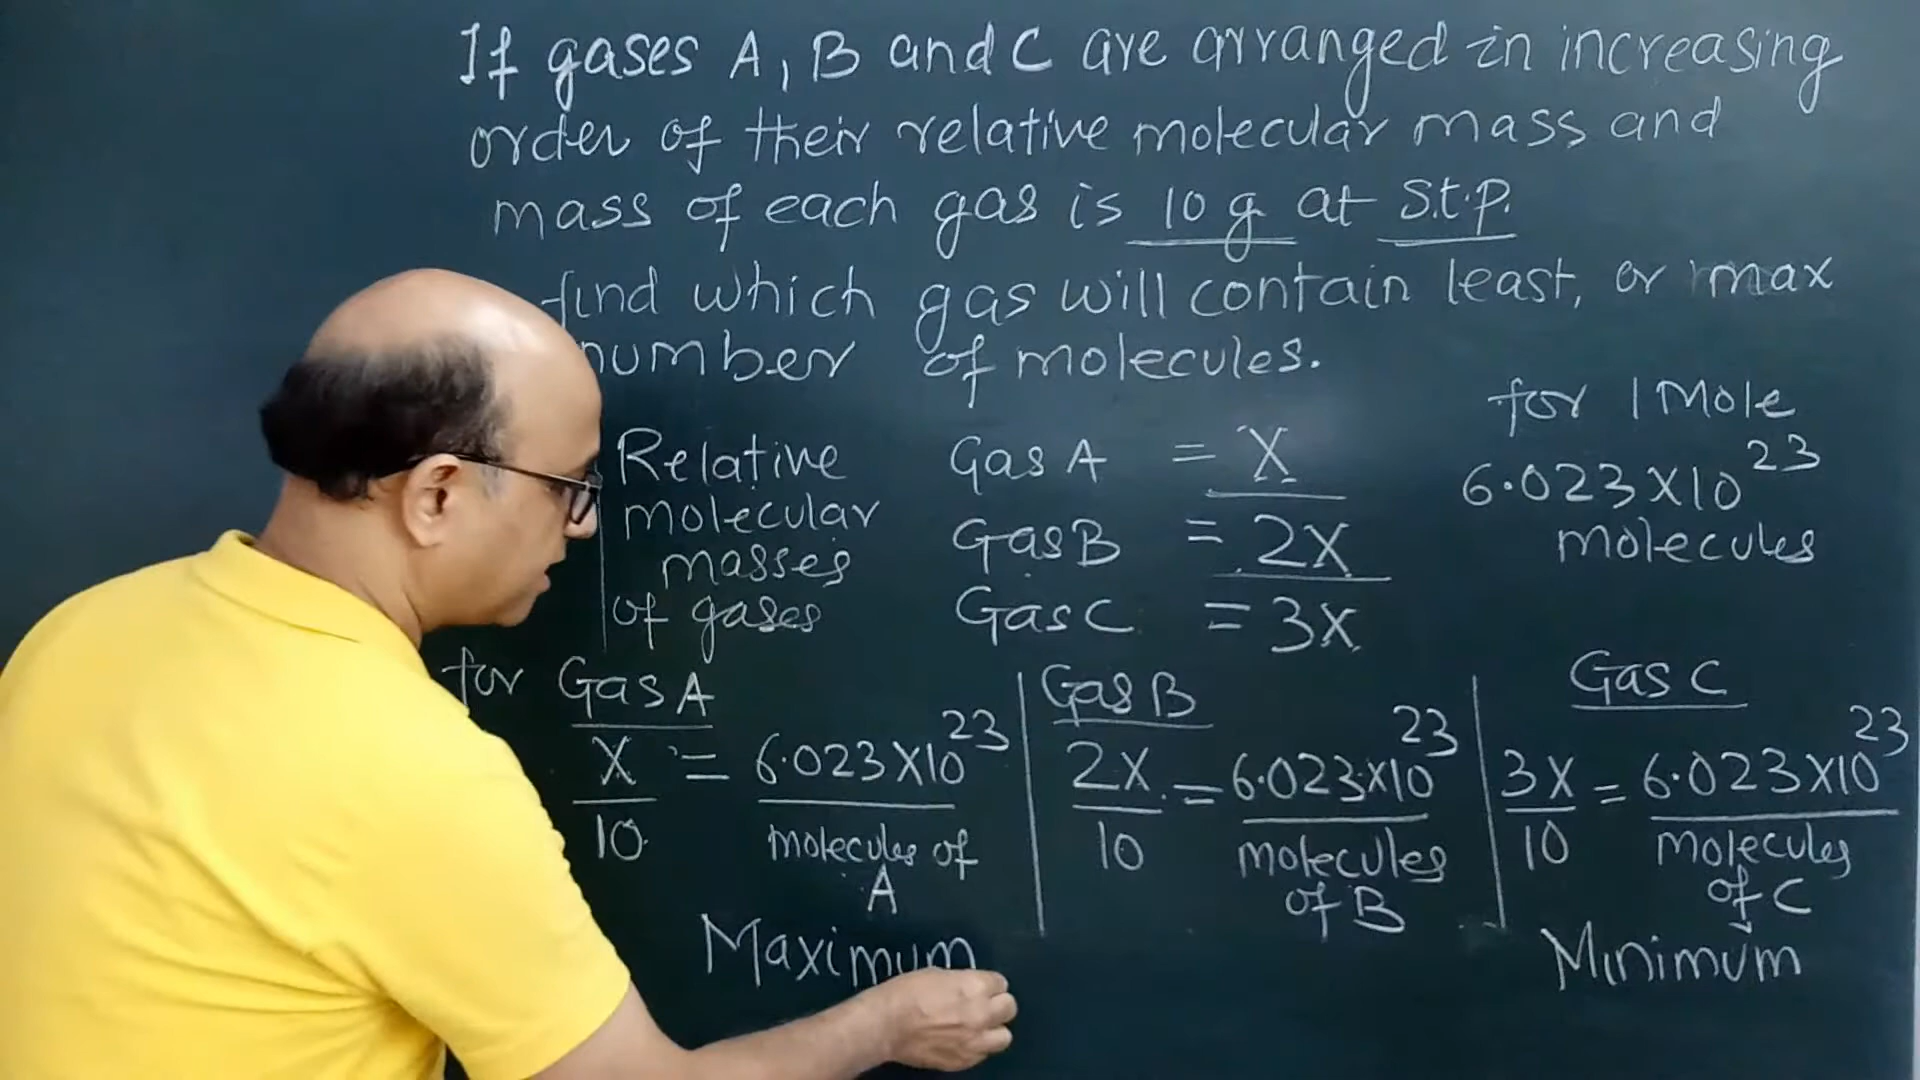 If gases A, B and C are arranged in increasing
order of their relative molecular mass and
mass of each gas is 10 g at S.t.p.
find which gas will contain least, or max
number of molecules.
for 1 Mole
6.023X10^23
molecules
Relative
molecular
masses
of gases
Gas A = X
Gas B = 2X
Gas C = 3X
for Gas A
X/10 = 6.023X10^23/molecules of A
Maximum
Gas B
2X/10 = 6.023X10^23/molecules of B
Gas C
3X/10 = 6.023X10^23/molecules of C
Minimum